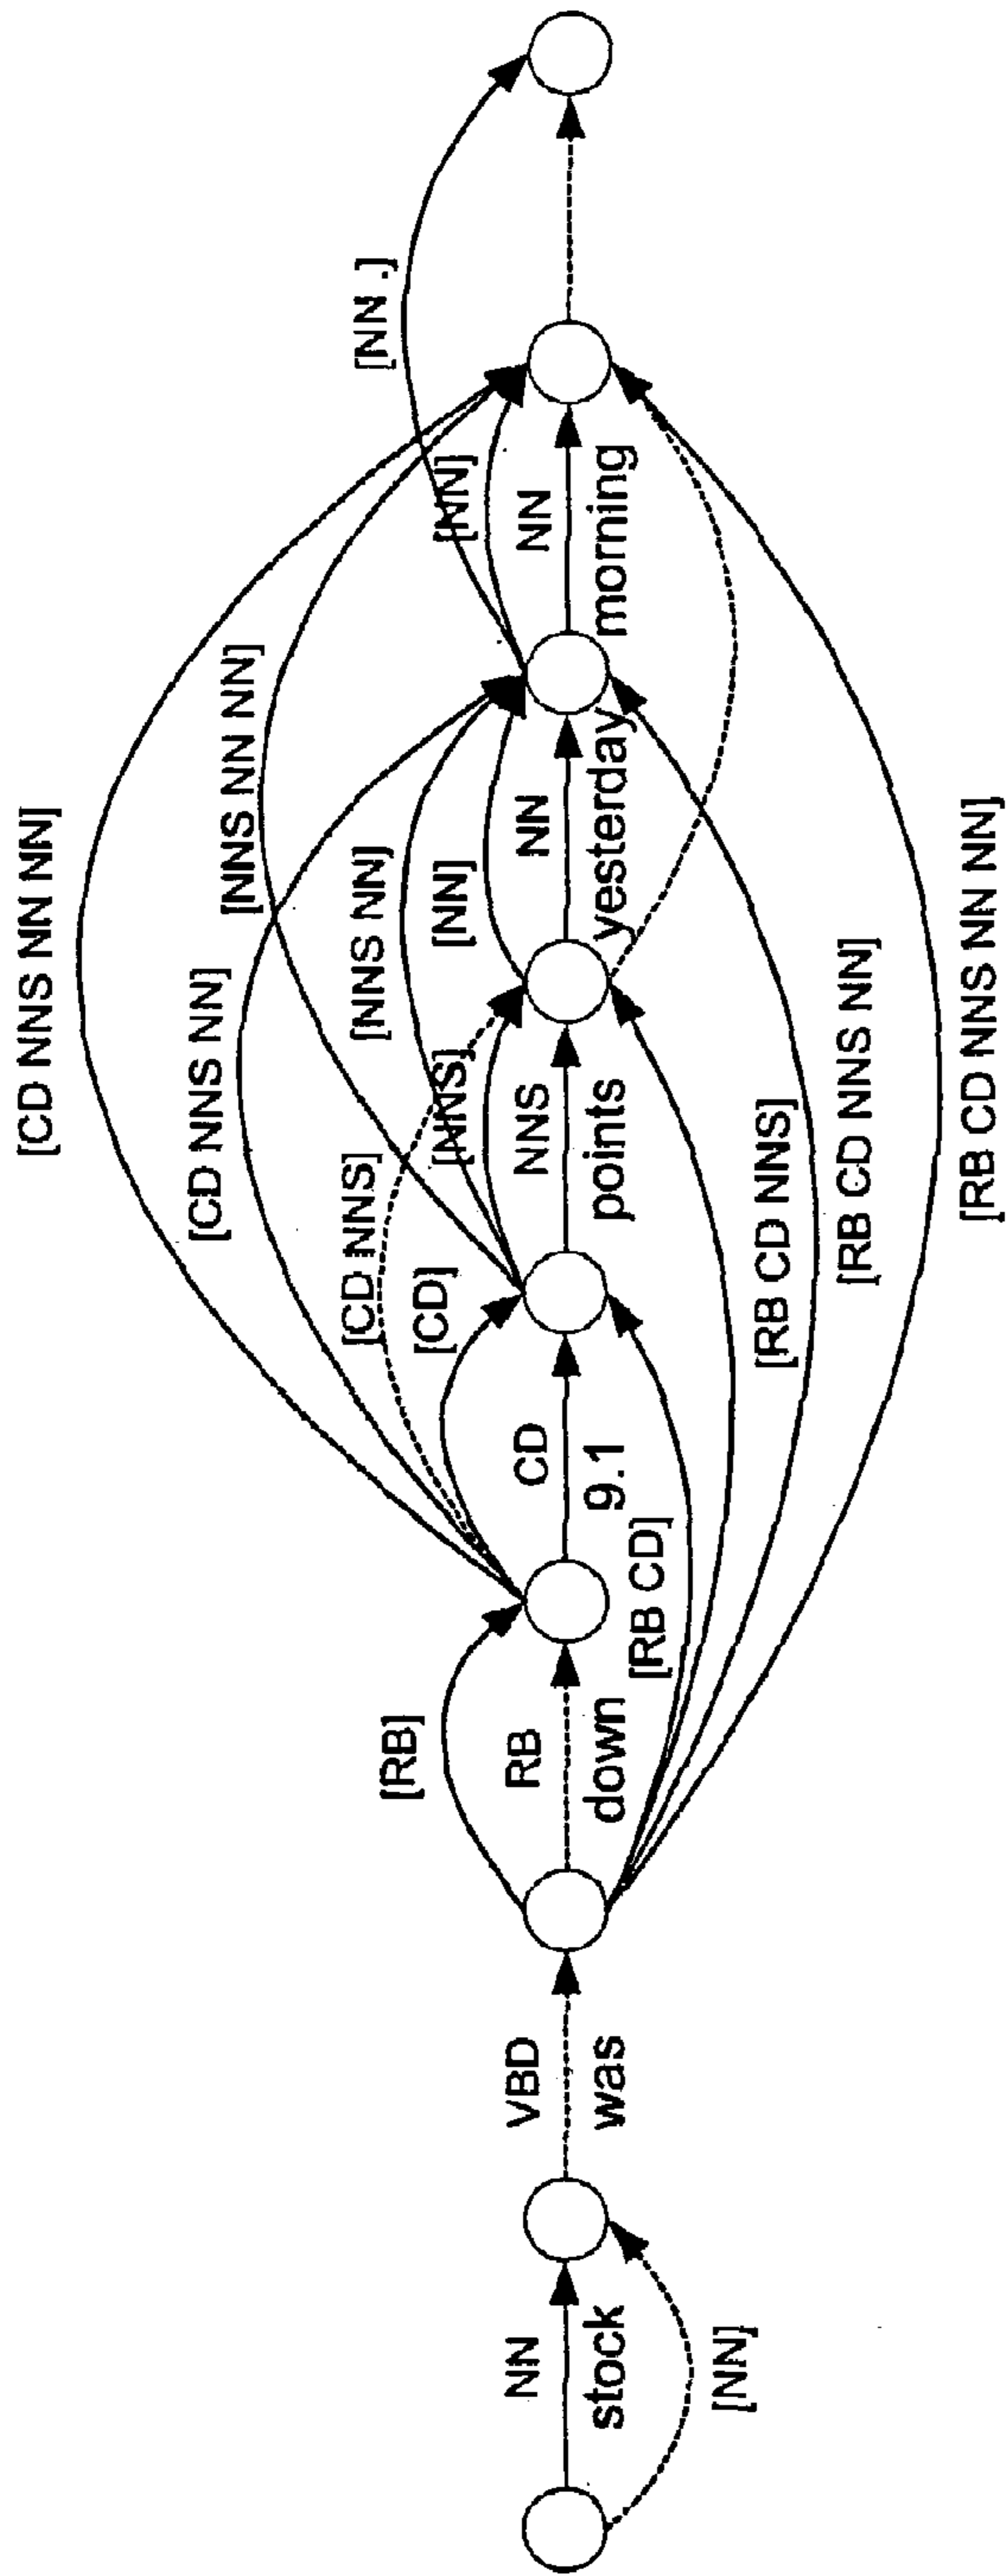 [CD NNS NN NN]
[NNS NN NN]
[CD NNS NN]
[NN .]
[NNS NN]
[CD NNS]
[RB]
[CD]
[NNS]
[NN]
[NN]
NN
VBD
RB
CD
NNS
NN
NN
stock
was
down
9.1
points
yesterday
morning
[NN]
[RB CD]
[RB CD NNS]
[RB CD NNS NN]
[RB CD NNS NN NN]